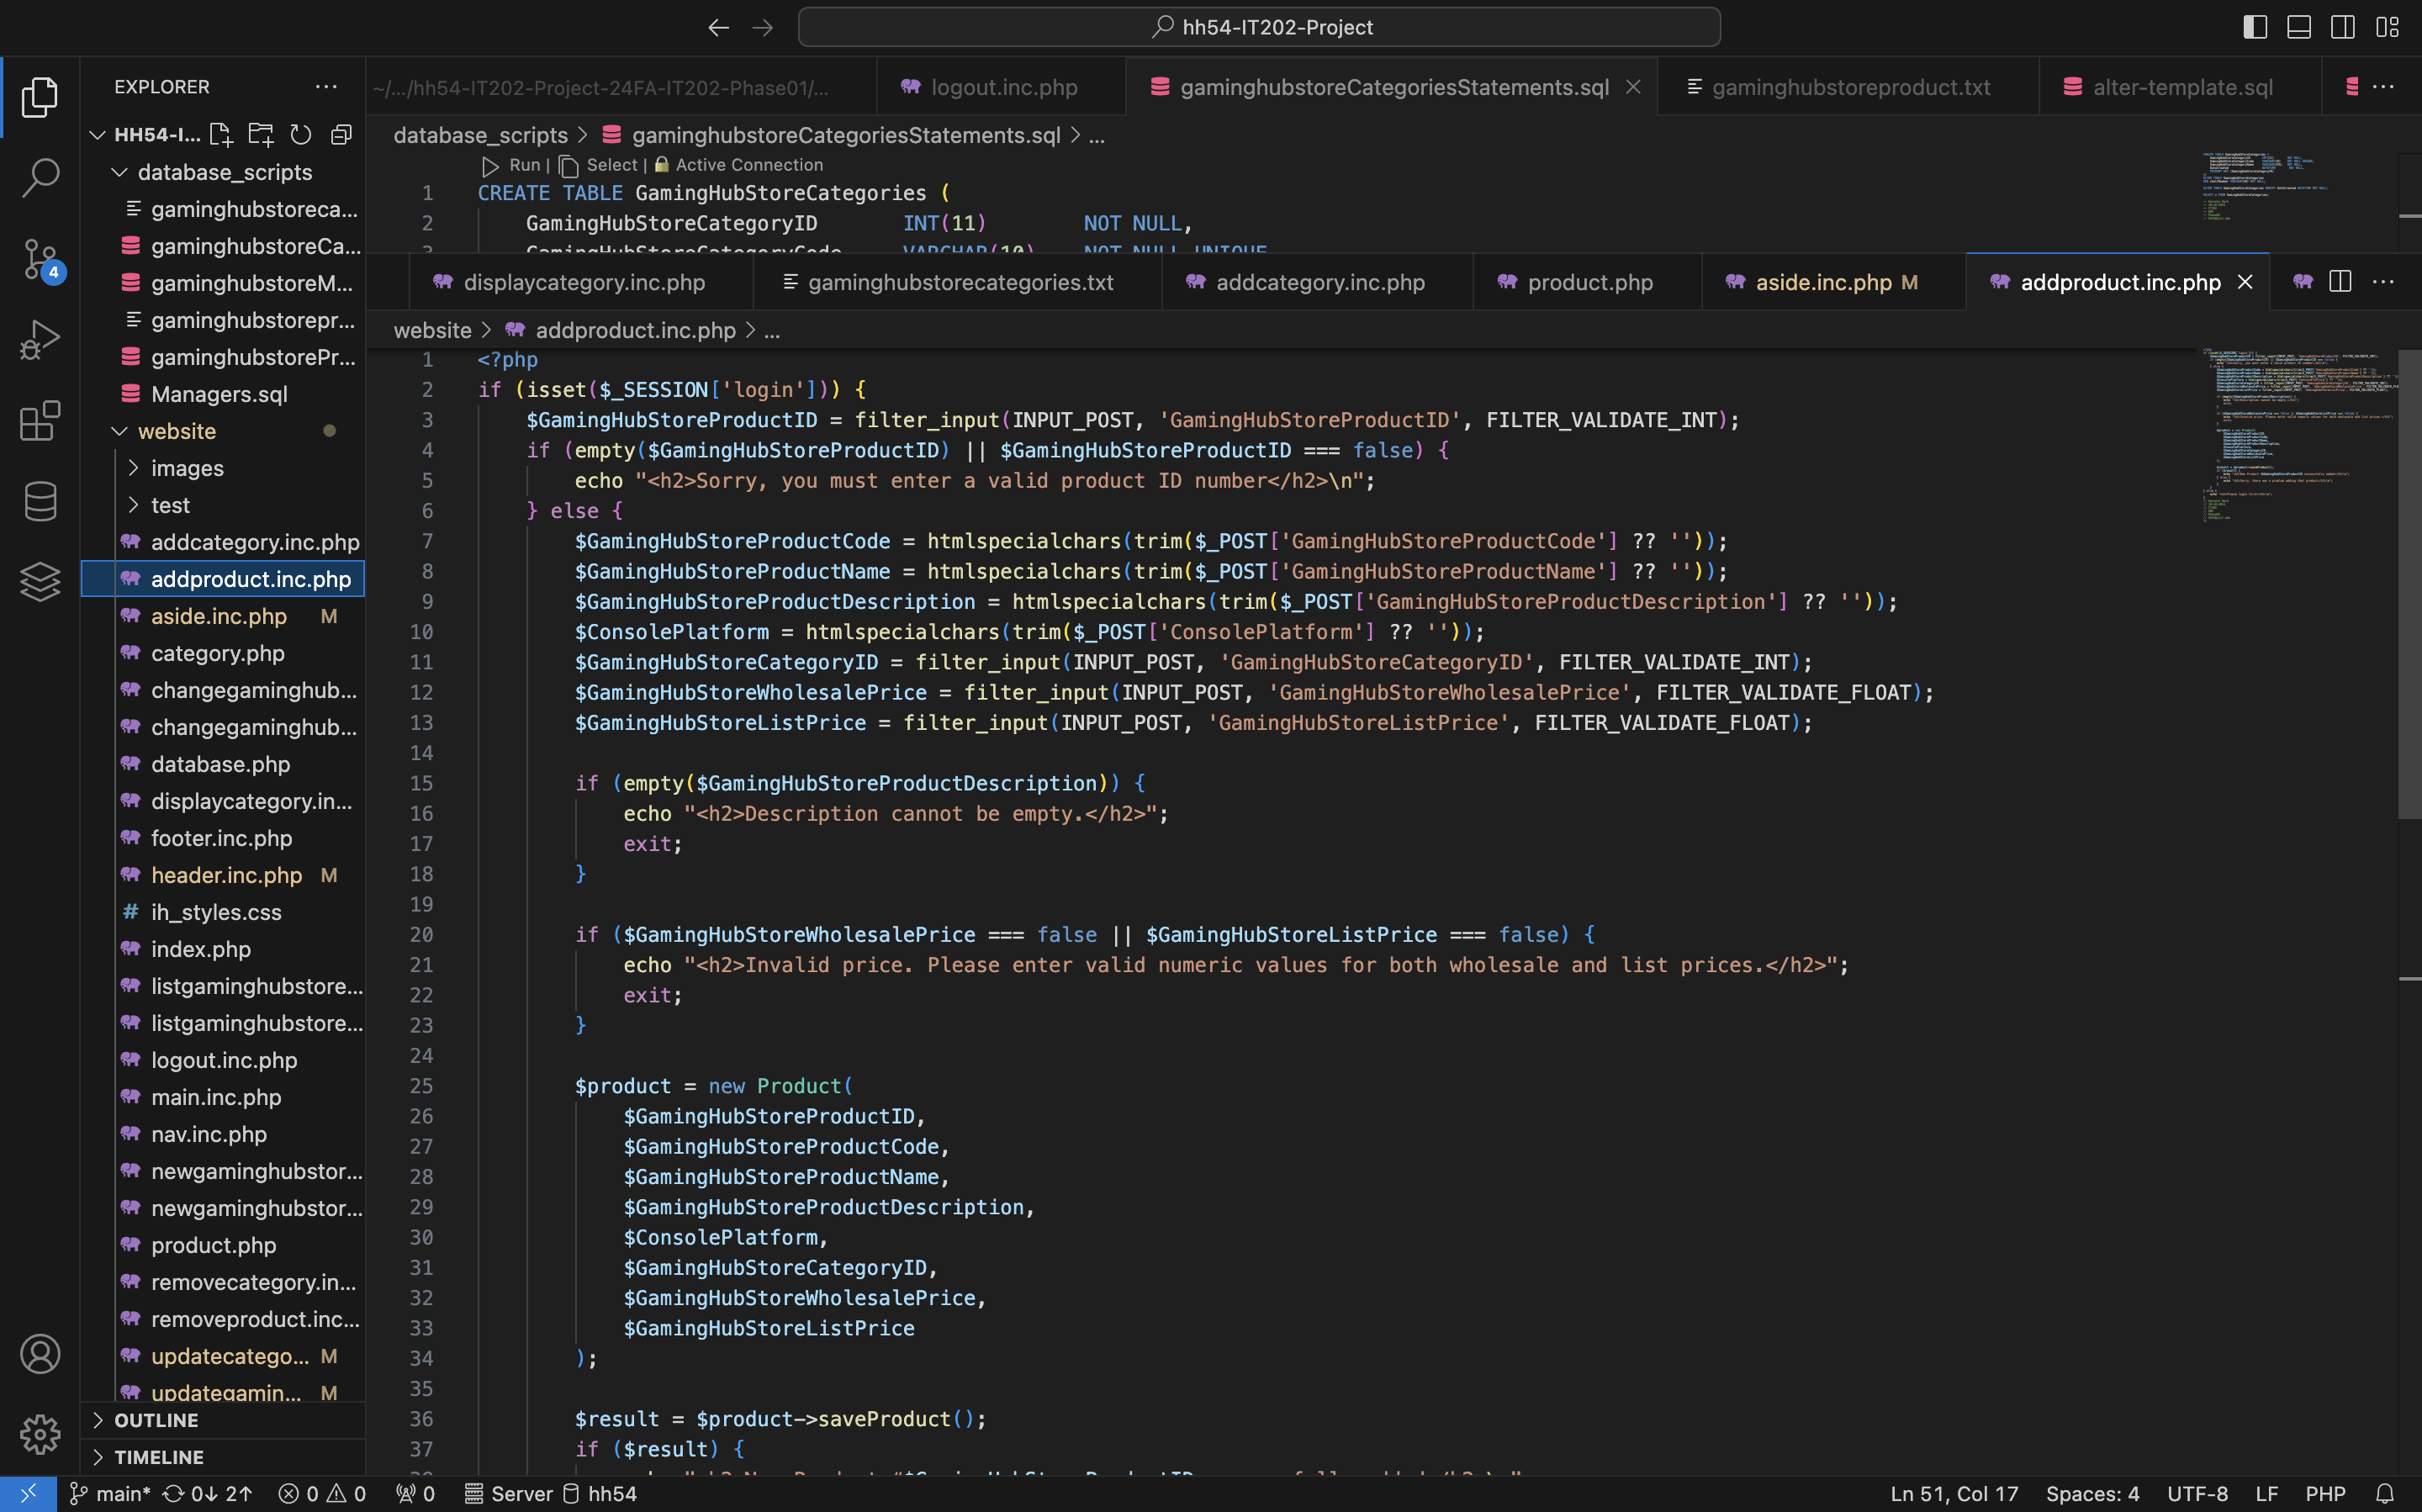 hh54-IT202-Project
EXPLORER
HH54-I...
database_scripts
gaminghubstoreca...
gaminghubstoreCa...
gaminghubstoreM...
gaminghubstorepr...
gaminghubstorePr...
Managers.sql
website
images
test
addcategory.inc.php
addproduct.inc.php
aside.inc.php M
category.php
changegaminghub...
changegaminghub...
database.php
displaycategory.in...
footer.inc.php
header.inc.php M
# ih_styles.css
index.php
listgaminghubstore...
listgaminghubstore...
logout.inc.php
main.inc.php
nav.inc.php
newgaminghubstor...
newgaminghubstor...
product.php
removecategory.in...
removeproduct.inc...
updatecatego... M
updategamin... M
OUTLINE
TIMELINE
4
~/.../hh54-IT202-Project-24FA-IT202-Phase01/...
logout.inc.php
gaminghubstoreCategoriesStatements.sql
gaminghubstoreproduct.txt
alter-template.sql
database_scripts > gaminghubstoreCategoriesStatements.sql > ...
Run | Select | Active Connection
1 CREATE TABLE GamingHubStoreCategories (
2 GamingHubStoreCategoryID INT(11) NOT NULL,
3 GamingHubStoreCategoryCode VARCHAR(10) NOT NULL UNIQUE
displaycategory.inc.php
gaminghubstorecategories.txt
addcategory.inc.php
product.php
aside.inc.php M
addproduct.inc.php
website > addproduct.inc.php > ...
1 <?php
2 if (isset($_SESSION['login'])) {
3 $GamingHubStoreProductID = filter_input(INPUT_POST, 'GamingHubStoreProductID', FILTER_VALIDATE_INT);
4 if (empty($GamingHubStoreProductID) || $GamingHubStoreProductID === false) {
5 echo "<h2>Sorry, you must enter a valid product ID number</h2>\n";
6 } else {
7 $GamingHubStoreProductCode = htmlspecialchars(trim($_POST['GamingHubStoreProductCode'] ?? ''));
8 $GamingHubStoreProductName = htmlspecialchars(trim($_POST['GamingHubStoreProductName'] ?? ''));
9 $GamingHubStoreProductDescription = htmlspecialchars(trim($_POST['GamingHubStoreProductDescription'] ?? ''));
10 $ConsolePlatform = htmlspecialchars(trim($_POST['ConsolePlatform'] ?? ''));
11 $GamingHubStoreCategoryID = filter_input(INPUT_POST, 'GamingHubStoreCategoryID', FILTER_VALIDATE_INT);
12 $GamingHubStoreWholesalePrice = filter_input(INPUT_POST, 'GamingHubStoreWholesalePrice', FILTER_VALIDATE_FLOAT);
13 $GamingHubStoreListPrice = filter_input(INPUT_POST, 'GamingHubStoreListPrice', FILTER_VALIDATE_FLOAT);
14
15 if (empty($GamingHubStoreProductDescription)) {
16 echo "<h2>Description cannot be empty.</h2>";
17 exit;
18 }
19
20 if ($GamingHubStoreWholesalePrice === false || $GamingHubStoreListPrice === false) {
21 echo "<h2>Invalid price. Please enter valid numeric values for both wholesale and list prices.</h2>";
22 exit;
23 }
24
25 $product = new Product(
26 $GamingHubStoreProductID,
27 $GamingHubStoreProductCode,
28 $GamingHubStoreProductName,
29 $GamingHubStoreProductDescription,
30 $ConsolePlatform,
31 $GamingHubStoreCategoryID,
32 $GamingHubStoreWholesalePrice,
33 $GamingHubStoreListPrice
34 );
35
36 $result = $product->saveProduct();
37 if ($result) {
main* 0↓ 2↑ 0 0 0 Server hh54
Ln 51, Col 17 Spaces: 4 UTF-8 LF PHP